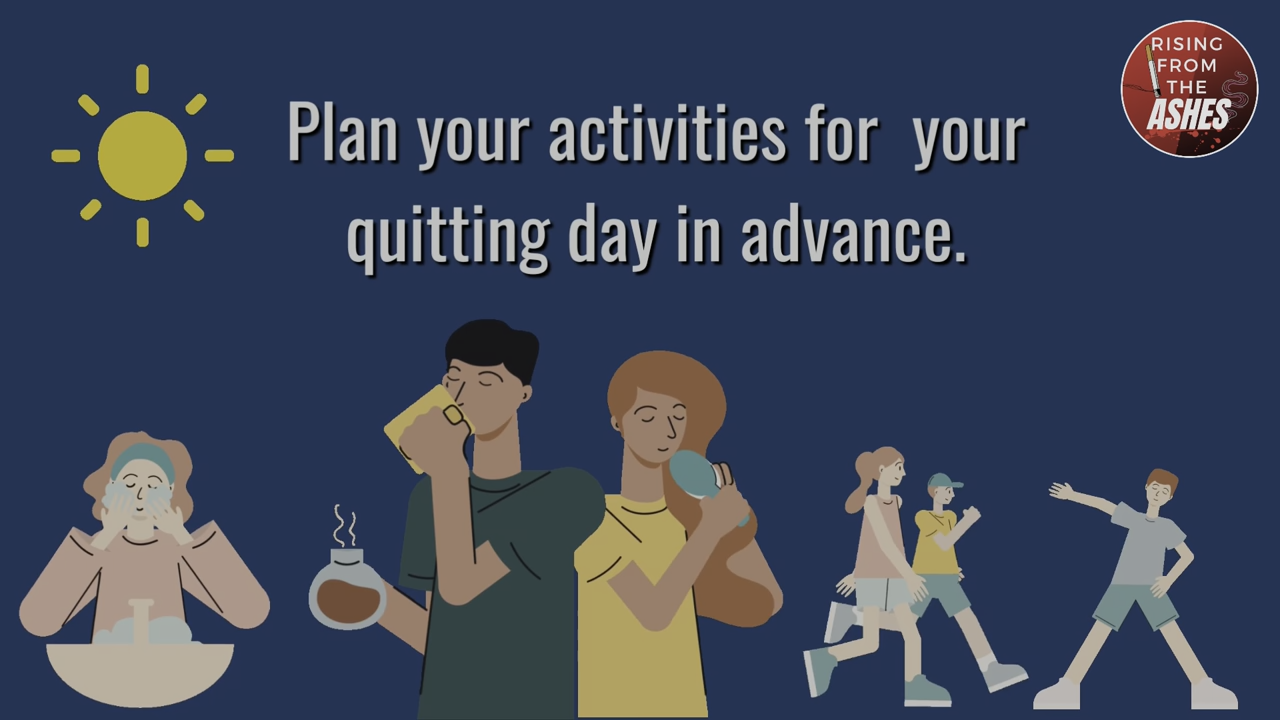 Plan your activities for  your
quitting day in advance.
RISING
FROM
THE
ASHES